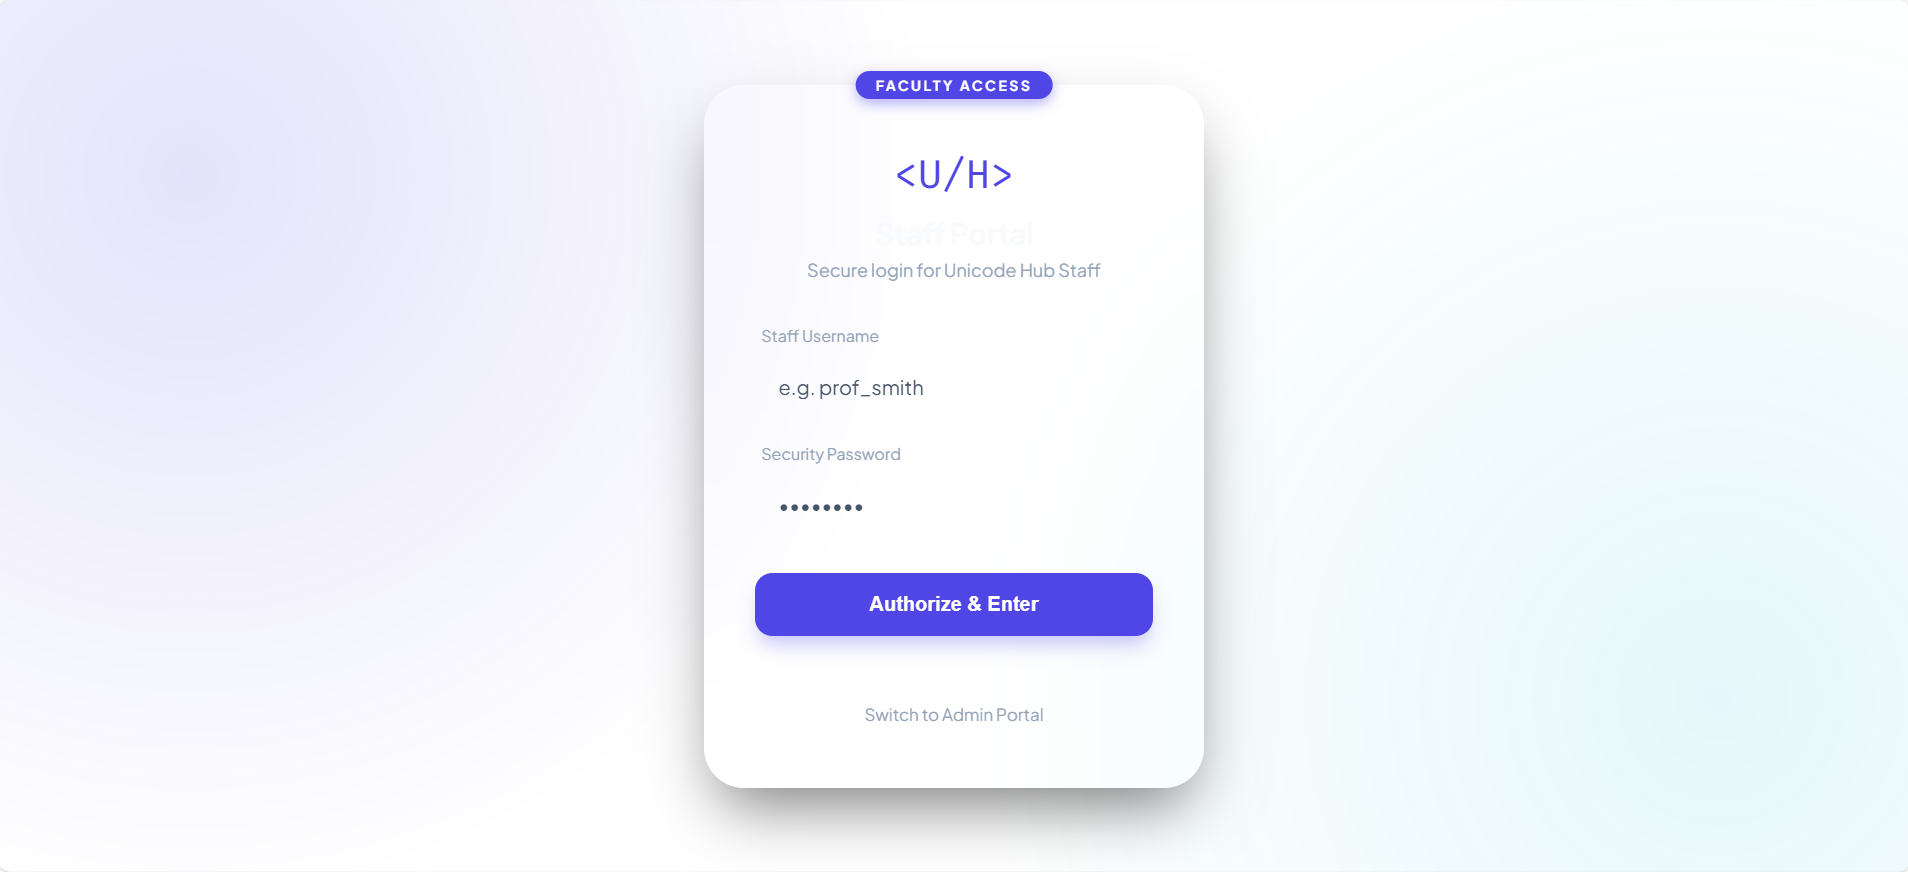 FACULTY ACCESS
<U/H>
Staff Portal
Secure login for Unicode Hub Staff
Staff Username
e.g. prof_smith
Security Password
••••••••
Authorize & Enter
Switch to Admin Portal